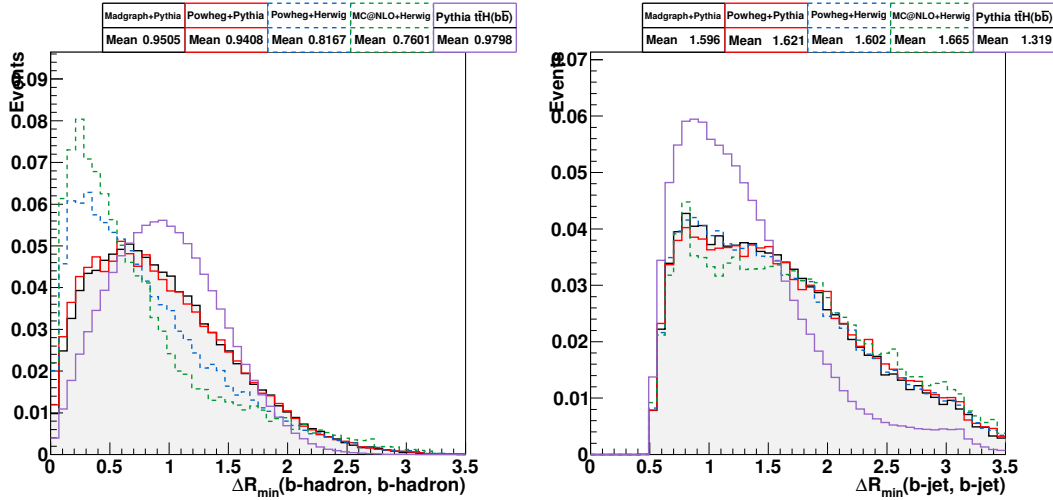 Madgraph+Pythia Powheg+Pythia Powheg+Herwig MC@NLO+Herwig Pythia tt̄H(bb̄)
Mean 0.9505 Mean 0.9408 Mean 0.8167 Mean 0.7601 Mean 0.9798
Events
0.09
0.08
0.07
0.06
0.05
0.04
0.03
0.02
0.01
0
0 0.5 1 1.5 2 2.5 3 3.5
ΔR_min(b-hadron, b-hadron)
Madgraph+Pythia Powheg+Pythia Powheg+Herwig MC@NLO+Herwig Pythia tt̄H(bb̄)
Mean 1.596 Mean 1.621 Mean 1.602 Mean 1.665 Mean 1.319
Events
0.07
0.06
0.05
0.04
0.03
0.02
0.01
0
0 0.5 1 1.5 2 2.5 3 3.5
ΔR_min(b-jet, b-jet)